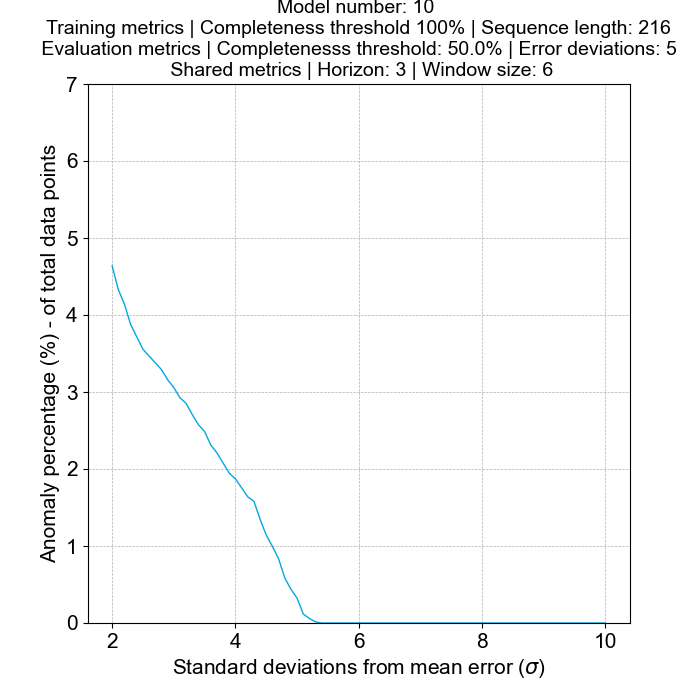 Model number: 10
Training metrics | Completeness threshold 100% | Sequence length: 216
Evaluation metrics | Completenesss threshold: 50.0% | Error deviations: 5
Shared metrics | Horizon: 3 | Window size: 6
7
6
5
4
3
2
1
0
Anomaly percentage (%) - of total data points
2 4 6 8 10
Standard deviations from mean error (σ)